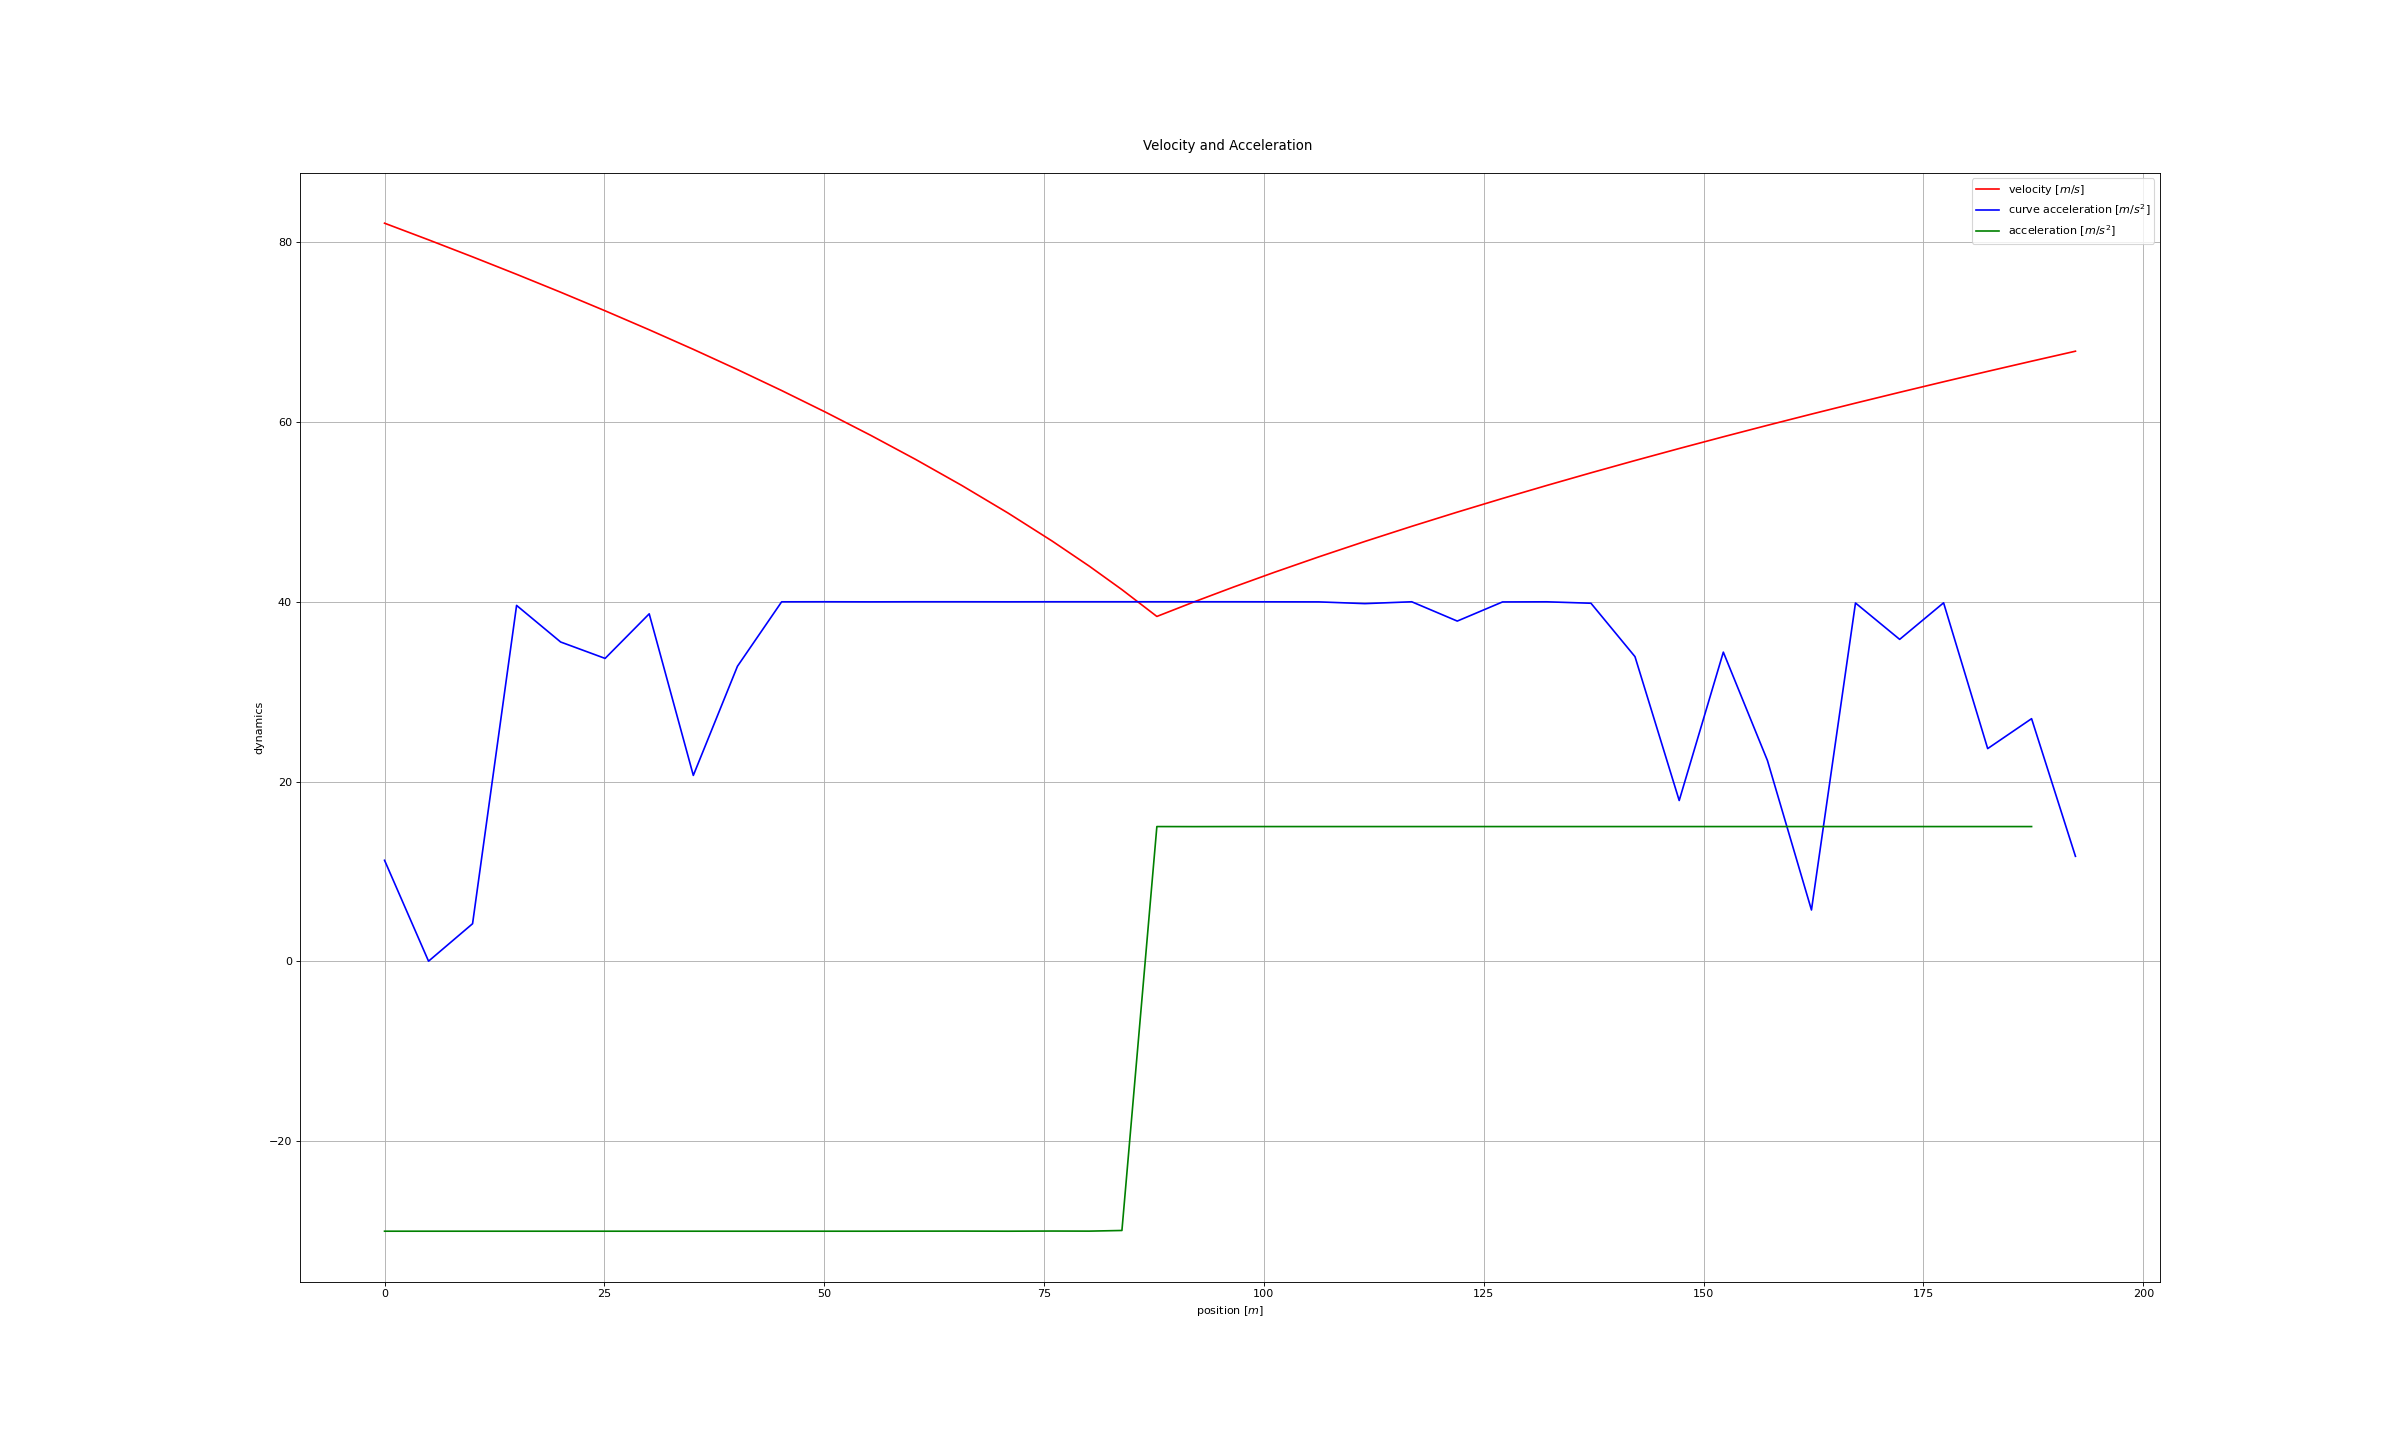 Velocity and Acceleration
velocity [m/s]
curve acceleration [m/s²]
acceleration [m/s²]
80
60
40
20
0
−20
dynamics
0 25 50 75 100 125 150 175 200
position [m]